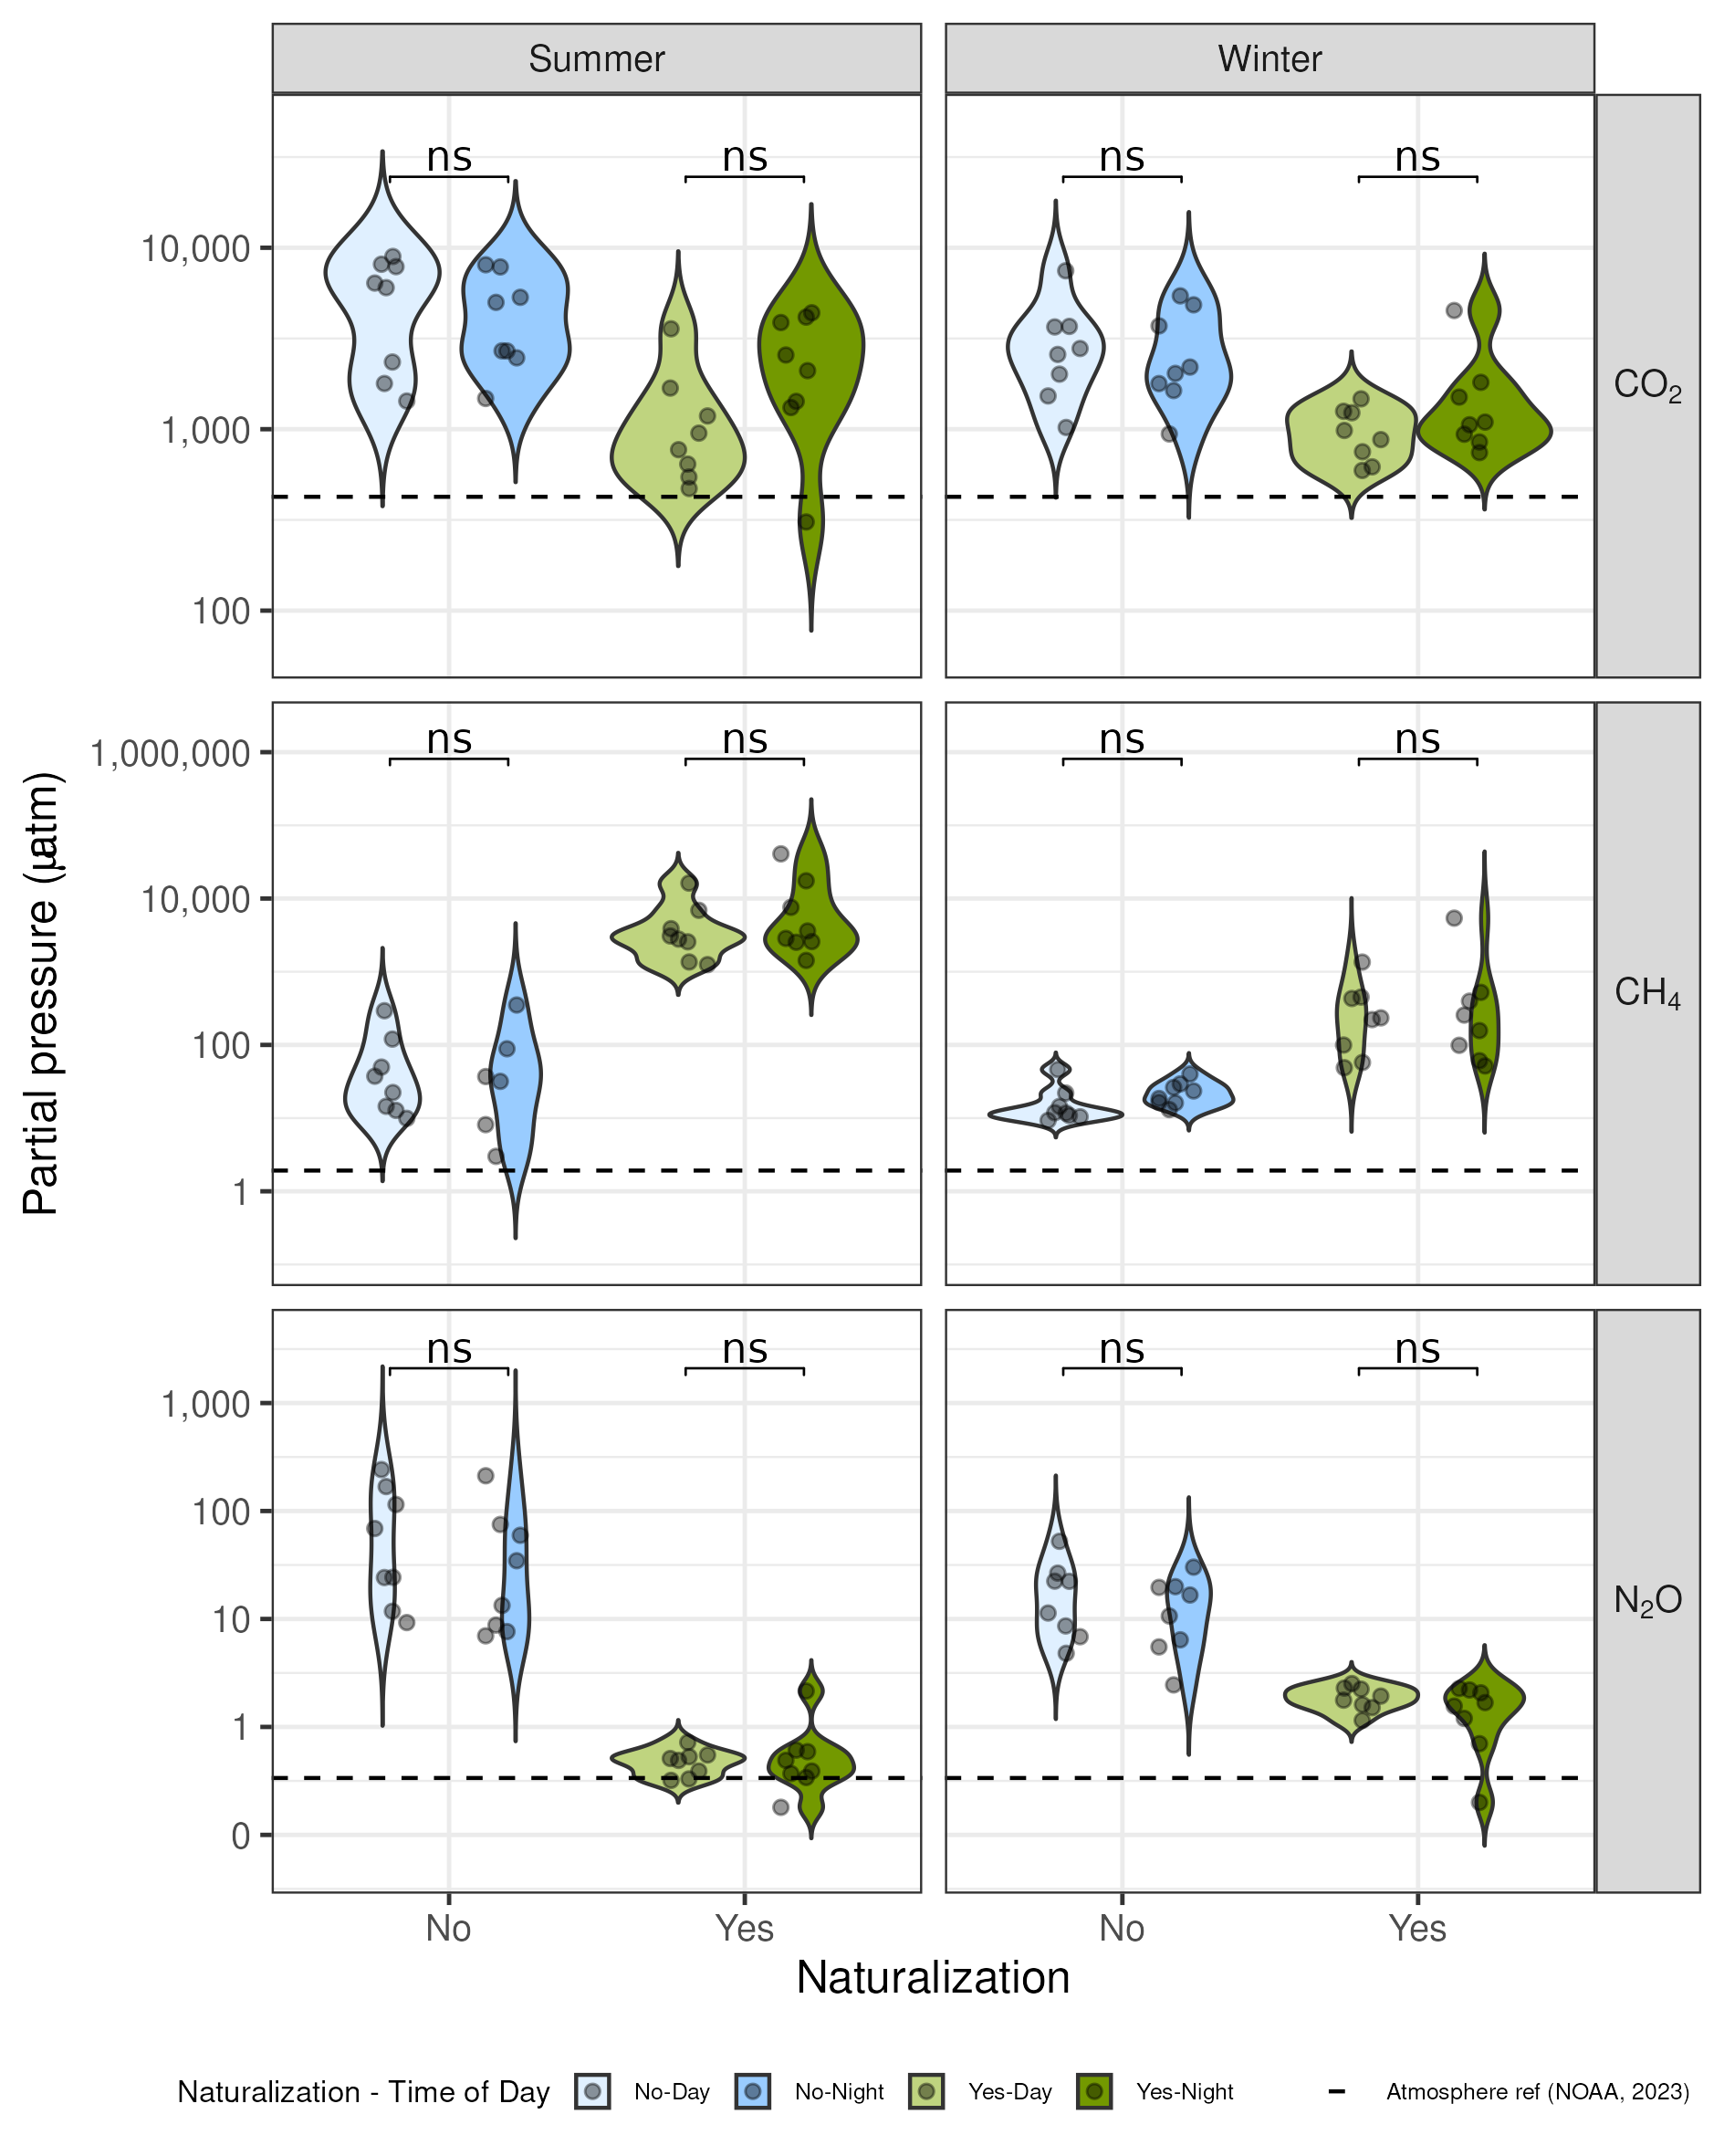 Summer
Winter
ns
ns
ns
ns
10,000
1,000
100
CO₂
ns
ns
ns
ns
1,000,000
10,000
100
1
CH₄
Partial pressure (µatm)
ns
ns
ns
ns
1,000
100
10
1
0
N₂O
No
Yes
No
Yes
Naturalization
Naturalization - Time of Day
No-Day
No-Night
Yes-Day
Yes-Night
Atmosphere ref (NOAA, 2023)